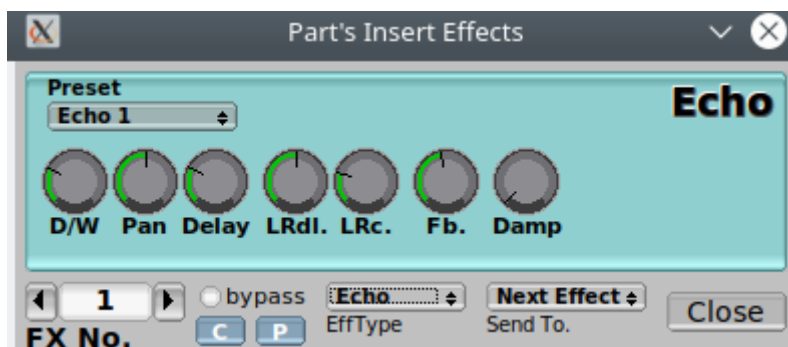 Part's Insert Effects
Preset
Echo
Echo 1
D/W Pan Delay LRdl. LRc. Fb. Damp
1 bypass Echo Next Effect Close
FX No. C P EffType Send To.